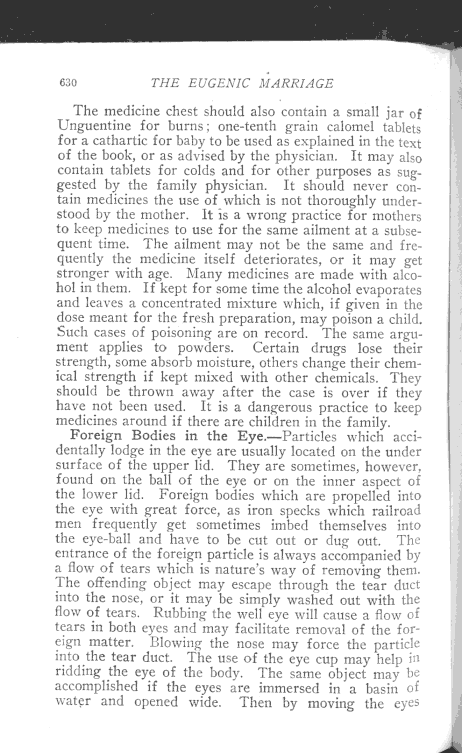 630 THE EUGENIC MARRIAGE
The medicine chest should also contain a small jar of
Unguentine for burns; one-tenth grain calomel tablets
for a cathartic for baby to be used as explained in the text
of the book, or as advised by the physician. It may also
contain tablets for colds and for other purposes as sug-
gested by the family physician. It should never con-
tain medicines the use of which is not thoroughly under-
stood by the mother. It is a wrong practice for mothers
to keep medicines to use for the same ailment at a subse-
quent time. The ailment may not be the same and fre-
quently the medicine itself deteriorates, or it may get
stronger with age. Many medicines are made with alco-
hol in them. If kept for some time the alcohol evaporates
and leaves a concentrated mixture which, if given in the
dose meant for the fresh preparation, may poison a child.
Such cases of poisoning are on record. The same argu-
ment applies to powders. Certain drugs lose their
strength, some absorb moisture, others change their chem-
ical strength if kept mixed with other chemicals. They
should be thrown away after the case is over if they
have not been used. It is a dangerous practice to keep
medicines around if there are children in the family.
Foreign Bodies in the Eye.—Particles which acci-
dentally lodge in the eye are usually located on the under
surface of the upper lid. They are sometimes, however,
found on the ball of the eye or on the inner aspect of
the lower lid. Foreign bodies which are propelled into
the eye with great force, as iron specks which railroad
men frequently get sometimes imbed themselves into
the eye-ball and have to be cut out or dug out. The
entrance of the foreign particle is always accompanied by
a flow of tears which is nature's way of removing them.
The offending object may escape through the tear duct
into the nose, or it may be simply washed out with the
flow of tears. Rubbing the well eye will cause a flow of
tears in both eyes and may facilitate removal of the for-
eign matter. Blowing the nose may force the particle
into the tear duct. The use of the eye cup may help in
ridding the eye of the body. The same object may be
accomplished if the eyes are immersed in a basin of
water and opened wide. Then by moving the eyes